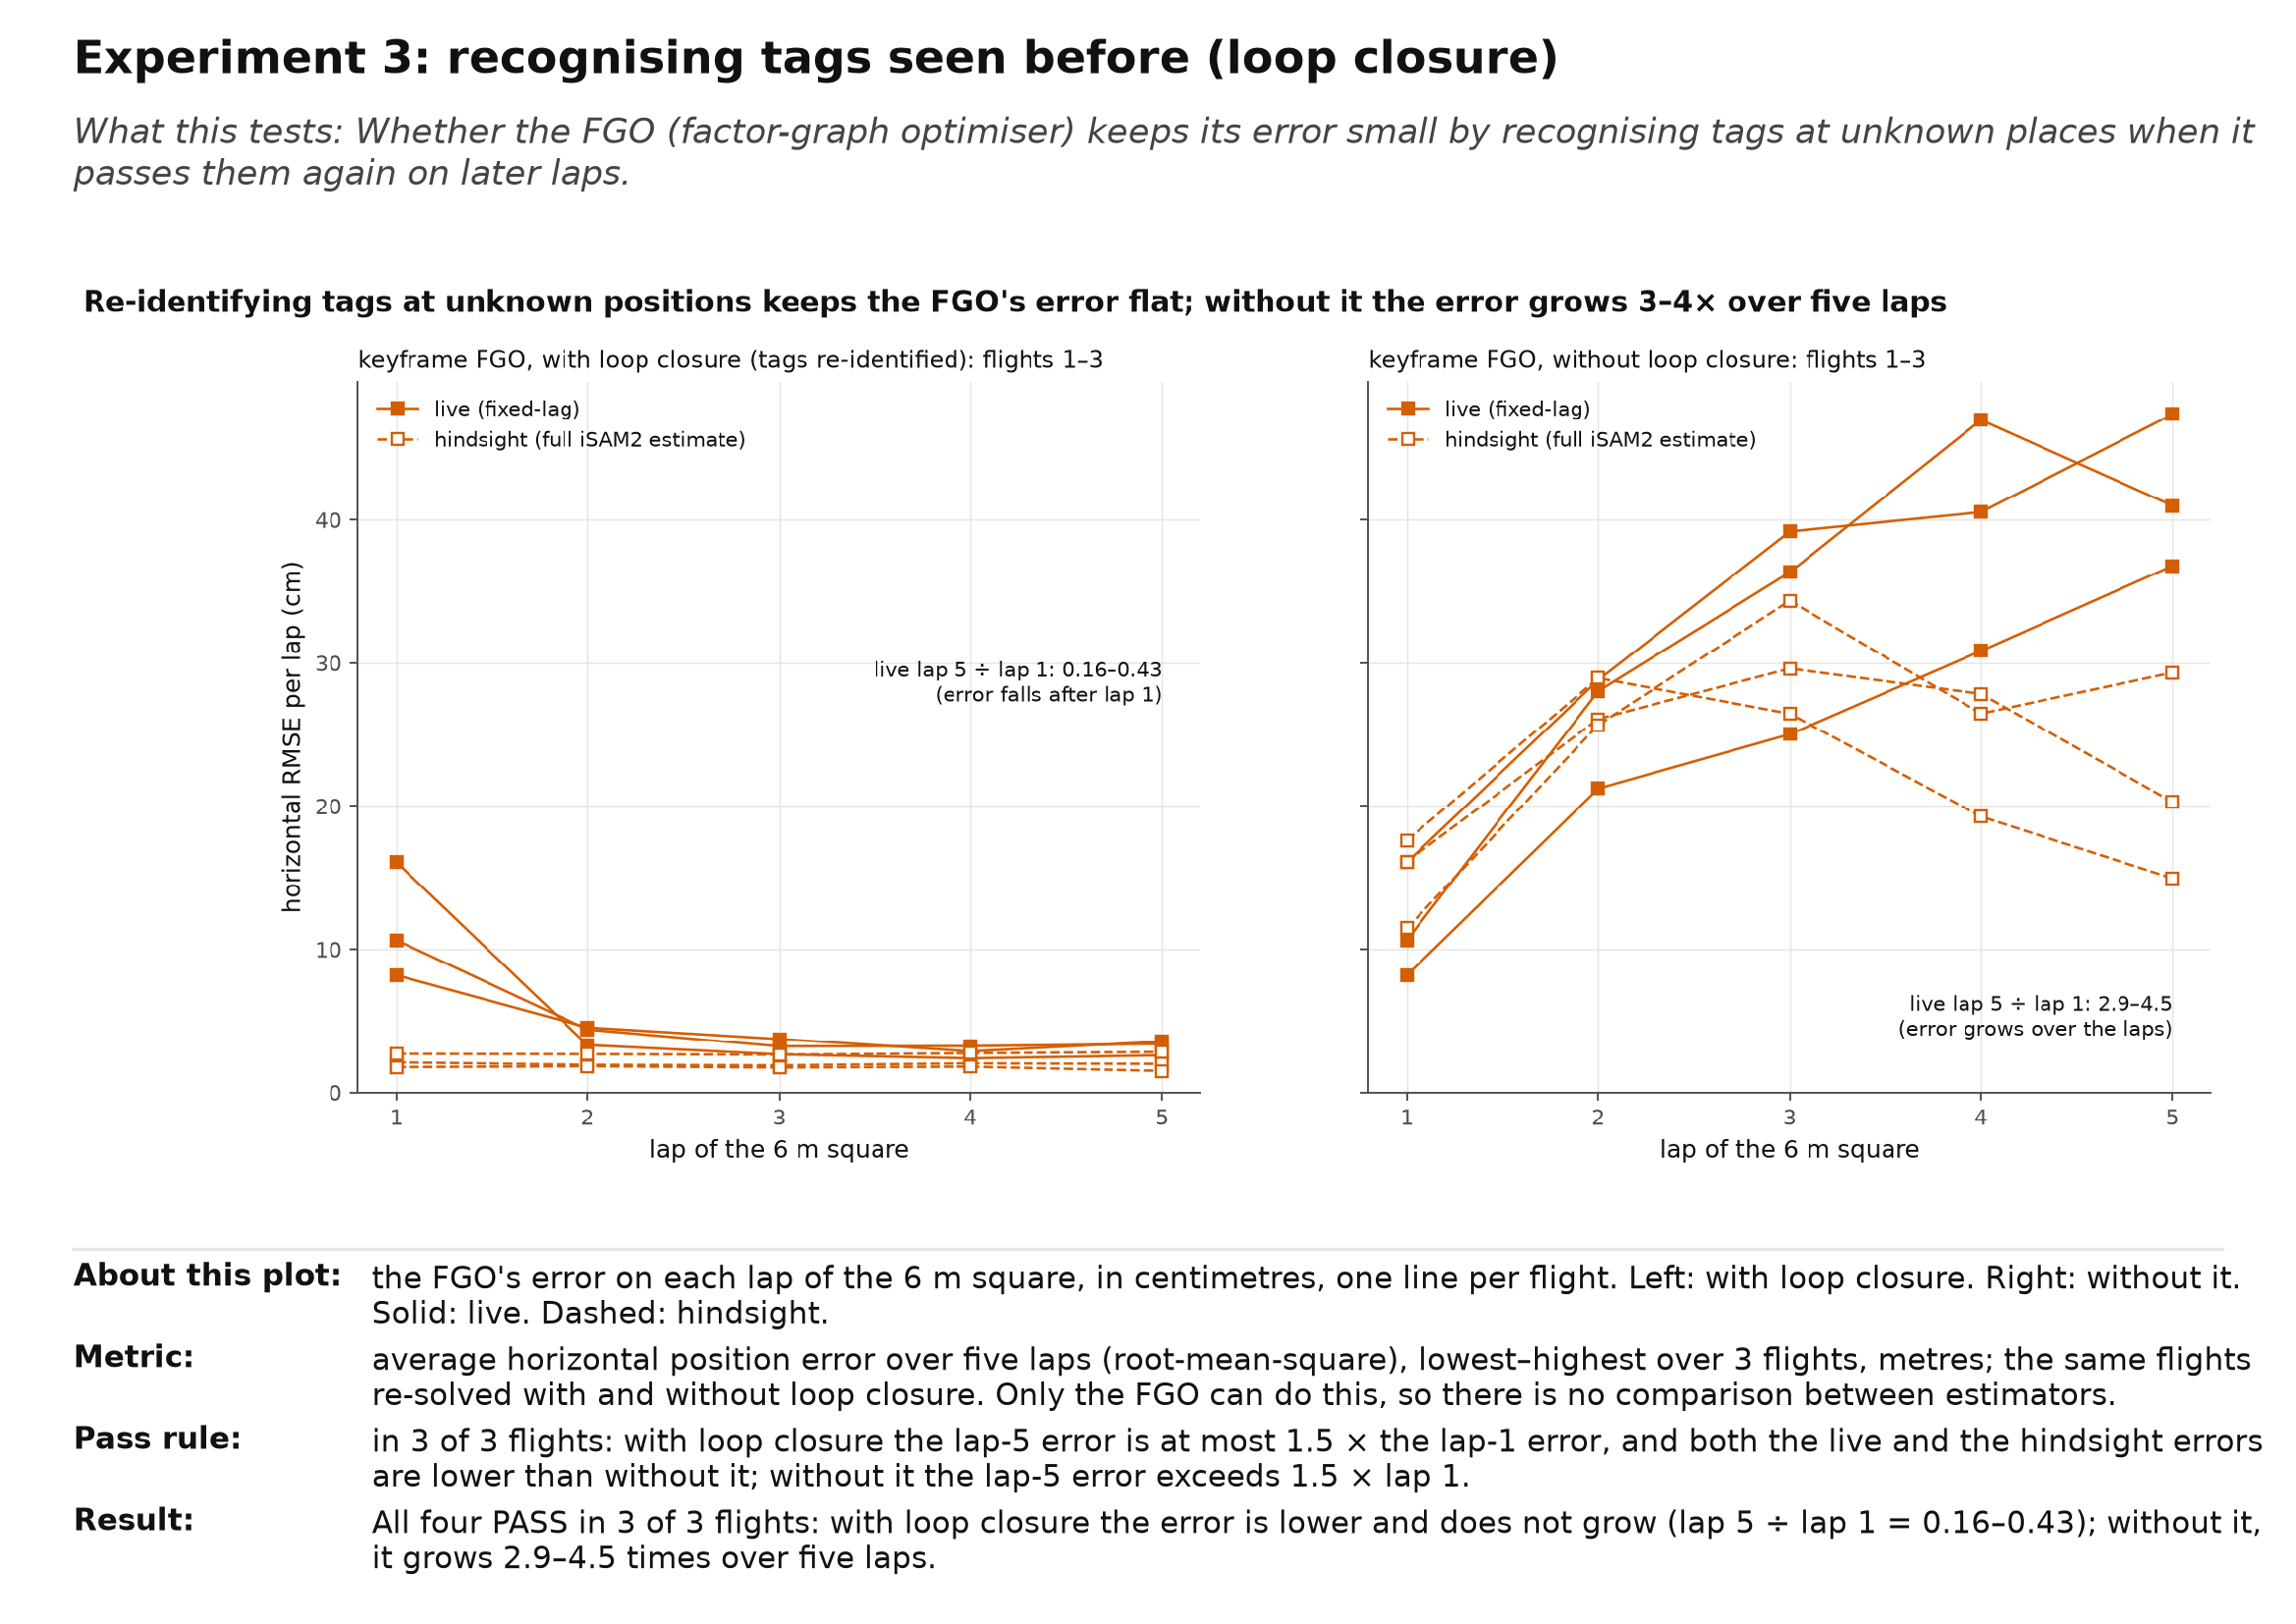 Experiment 3: recognising tags seen before (loop closure)
What this tests: Whether the FGO (factor-graph optimiser) keeps its error small by recognising tags at unknown places when it
passes them again on later laps.
Re-identifying tags at unknown positions keeps the FGO's error flat; without it the error grows 3–4× over five laps
keyframe FGO, with loop closure (tags re-identified): flights 1–3
live (fixed-lag)
hindsight (full iSAM2 estimate)
live lap 5 ÷ lap 1: 0.16–0.43
(error falls after lap 1)
horizontal RMSE per lap (cm)
40
30
20
10
0
1 2 3 4 5
lap of the 6 m square
keyframe FGO, without loop closure: flights 1–3
live (fixed-lag)
hindsight (full iSAM2 estimate)
live lap 5 ÷ lap 1: 2.9–4.5
(error grows over the laps)
1 2 3 4 5
lap of the 6 m square
About this plot: the FGO's error on each lap of the 6 m square, in centimetres, one line per flight. Left: with loop closure. Right: without it.
Solid: live. Dashed: hindsight.
Metric: average horizontal position error over five laps (root-mean-square), lowest–highest over 3 flights, metres; the same flights
re-solved with and without loop closure. Only the FGO can do this, so there is no comparison between estimators.
Pass rule: in 3 of 3 flights: with loop closure the lap-5 error is at most 1.5 × the lap-1 error, and both the live and the hindsight errors
are lower than without it; without it the lap-5 error exceeds 1.5 × lap 1.
Result: All four PASS in 3 of 3 flights: with loop closure the error is lower and does not grow (lap 5 ÷ lap 1 = 0.16–0.43); without it,
it grows 2.9–4.5 times over five laps.